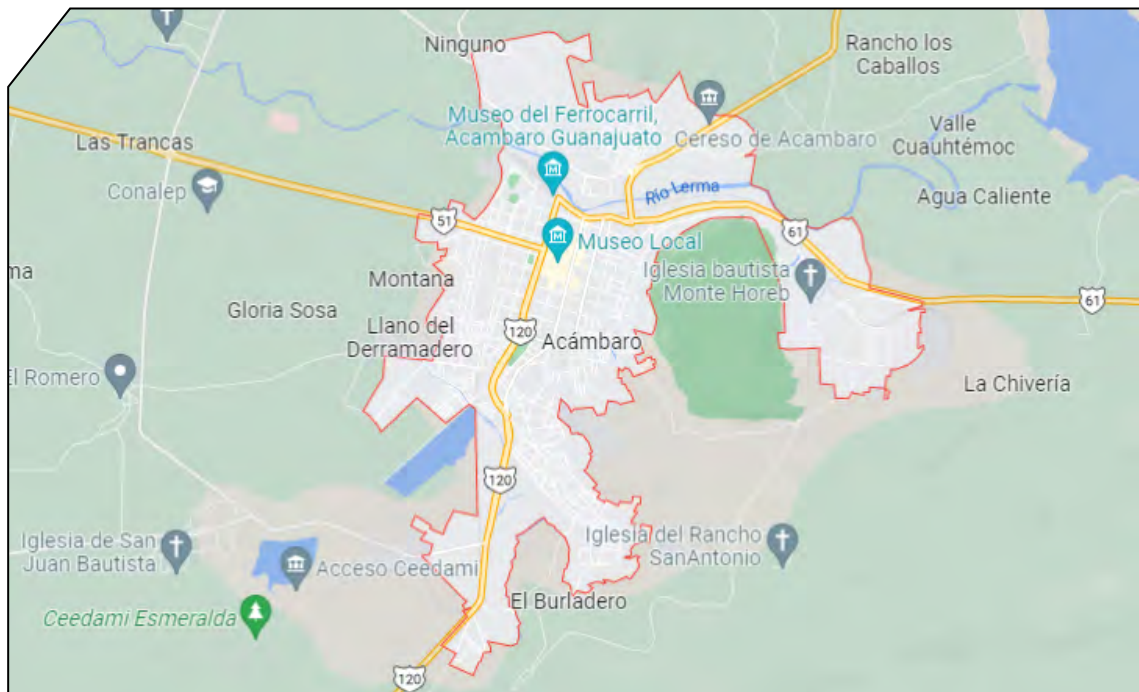 Ninguno
Rancho los
Caballos
Museo del Ferrocarril,
Acambaro Guanajuato
Cereso de Acambaro
Valle
Cuauhtémoc
Las Trancas
Conalep
Río Lerma
Agua Caliente
51
61
Museo Local
Iglesia bautista
Monte Horeb
ma
Montana
61
Gloria Sosa
Llano del
Derramadero
120
Acámbaro
El Romero
La Chivería
120
Iglesia de San
Juan Bautista
Iglesia del Rancho
SanAntonio
Acceso Ceedami
El Burladero
Ceedami Esmeralda
120